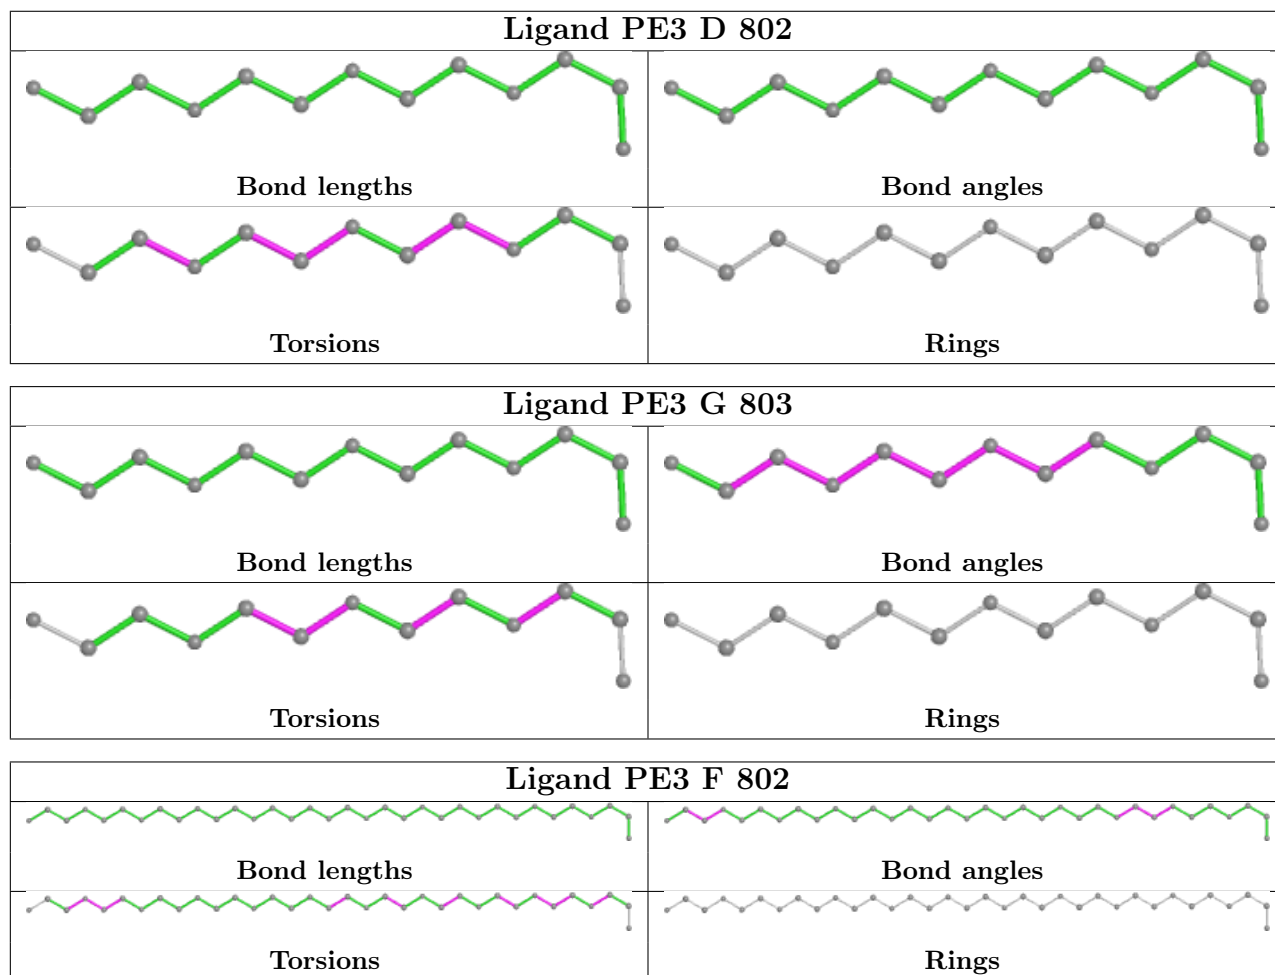 Ligand PE3 D 802
Bond lengths
Bond angles
Torsions
Rings
Ligand PE3 G 803
Bond lengths
Bond angles
Torsions
Rings
Ligand PE3 F 802
Bond lengths
Bond angles
Torsions
Rings